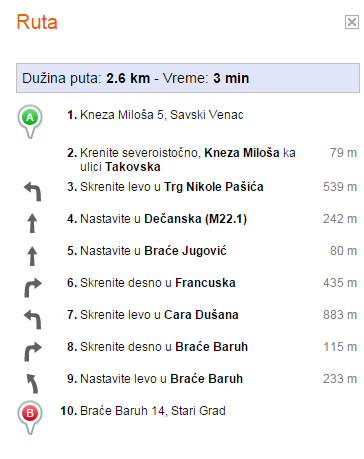 Ruta
Dužina puta: 2.6 km - Vreme: 3 min
A
1. Kneza Miloša 5, Savski Venac
2. Krenite severoistočno, Kneza Miloša ka 79 m
ulici Takovska
3. Skrenite levo u Trg Nikole Pašića 539 m
4. Nastavite u Dečanska (M22.1) 242 m
5. Nastavite u Braće Jugović 80 m
6. Skrenite desno u Francuska 435 m
7. Skrenite levo u Cara Dušana 883 m
8. Skrenite desno u Braće Baruh 115 m
9. Nastavite levo u Braće Baruh 233 m
B
10. Braće Baruh 14, Stari Grad